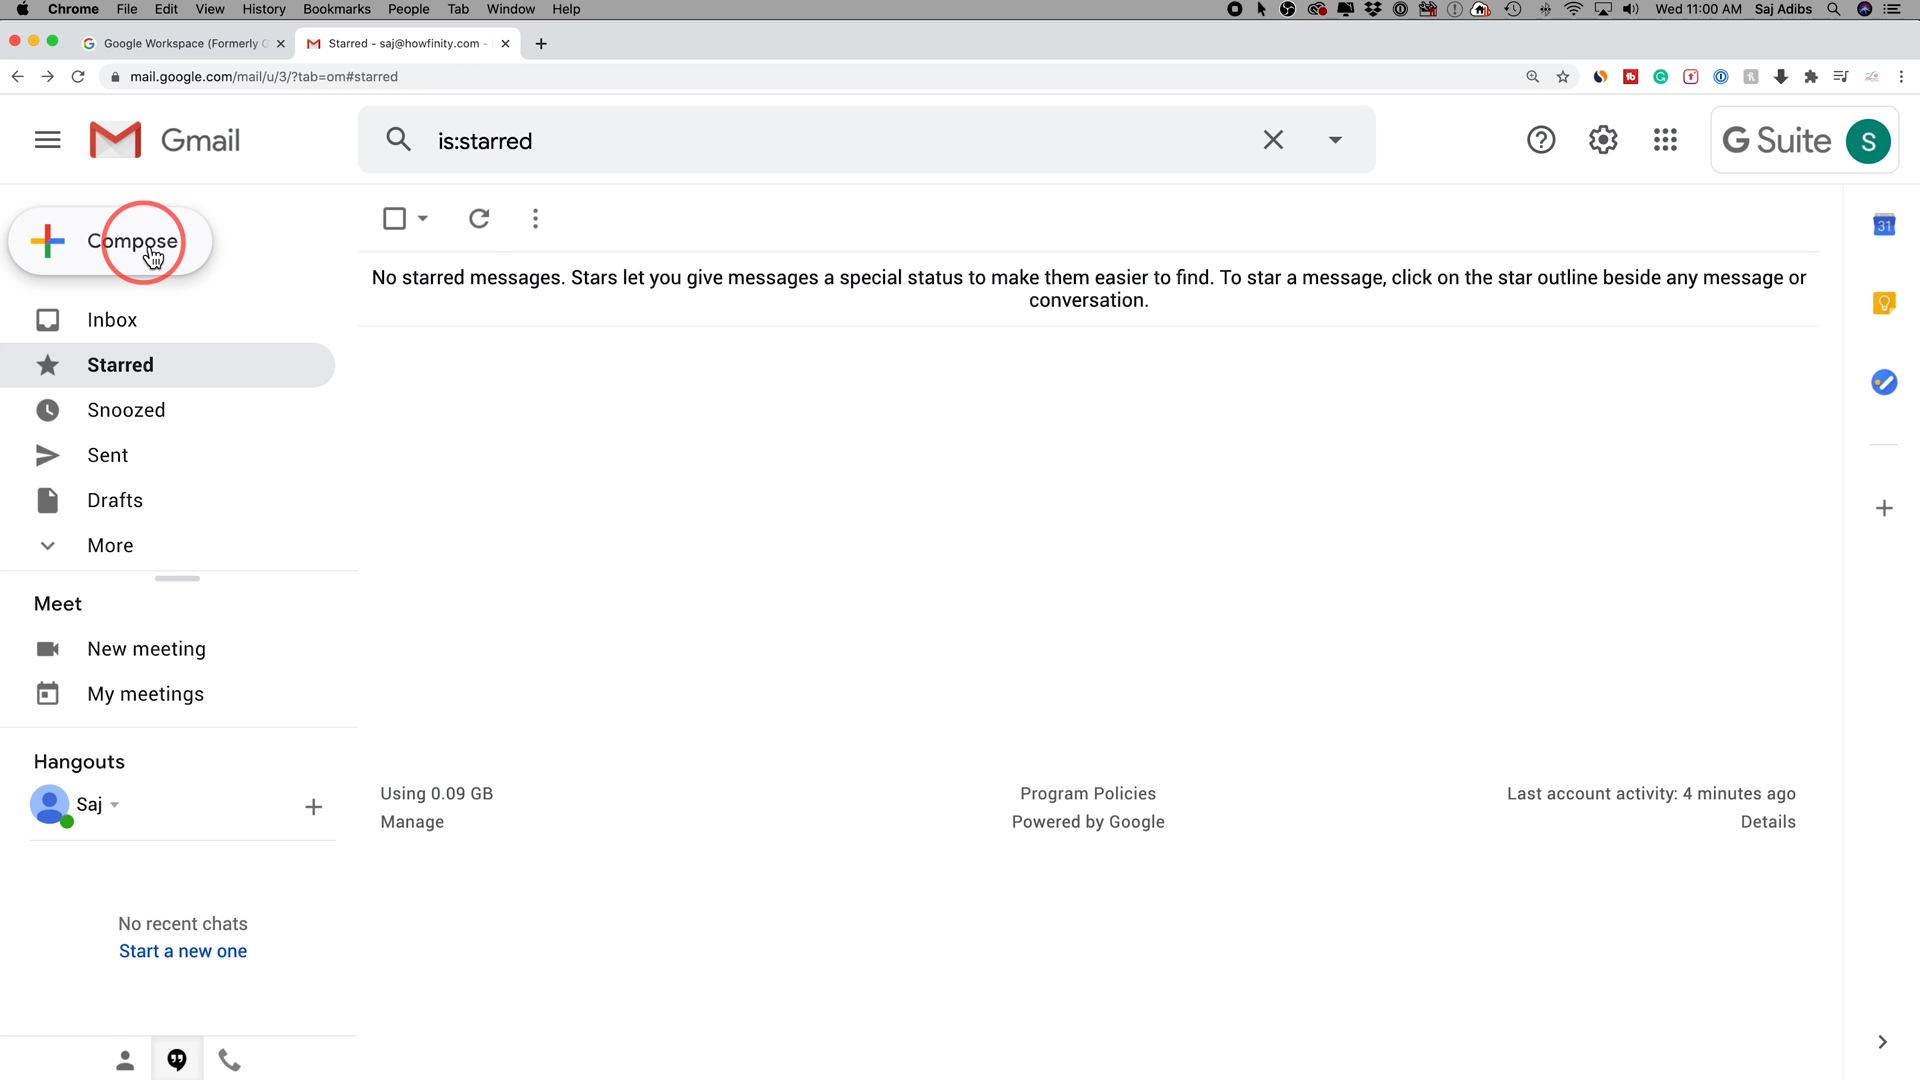 Chrome File Edit View History Bookmarks People Tab Window Help Wed 11:00 AM Saj Adibs
Google Workspace (Formerly G Starred - saj@howfinity.com -
mail.google.com/mail/u/3/?tab=om#starred
Gmail
is:starred
G Suite S
Compose
Inbox
Starred
Snoozed
Sent
Drafts
More
Meet
New meeting
My meetings
Hangouts
Saj
No recent chats
Start a new one
No starred messages. Stars let you give messages a special status to make them easier to find. To star a message, click on the star outline beside any message or
conversation.
Using 0.09 GB
Manage
Program Policies
Powered by Google
Last account activity: 4 minutes ago
Details
31